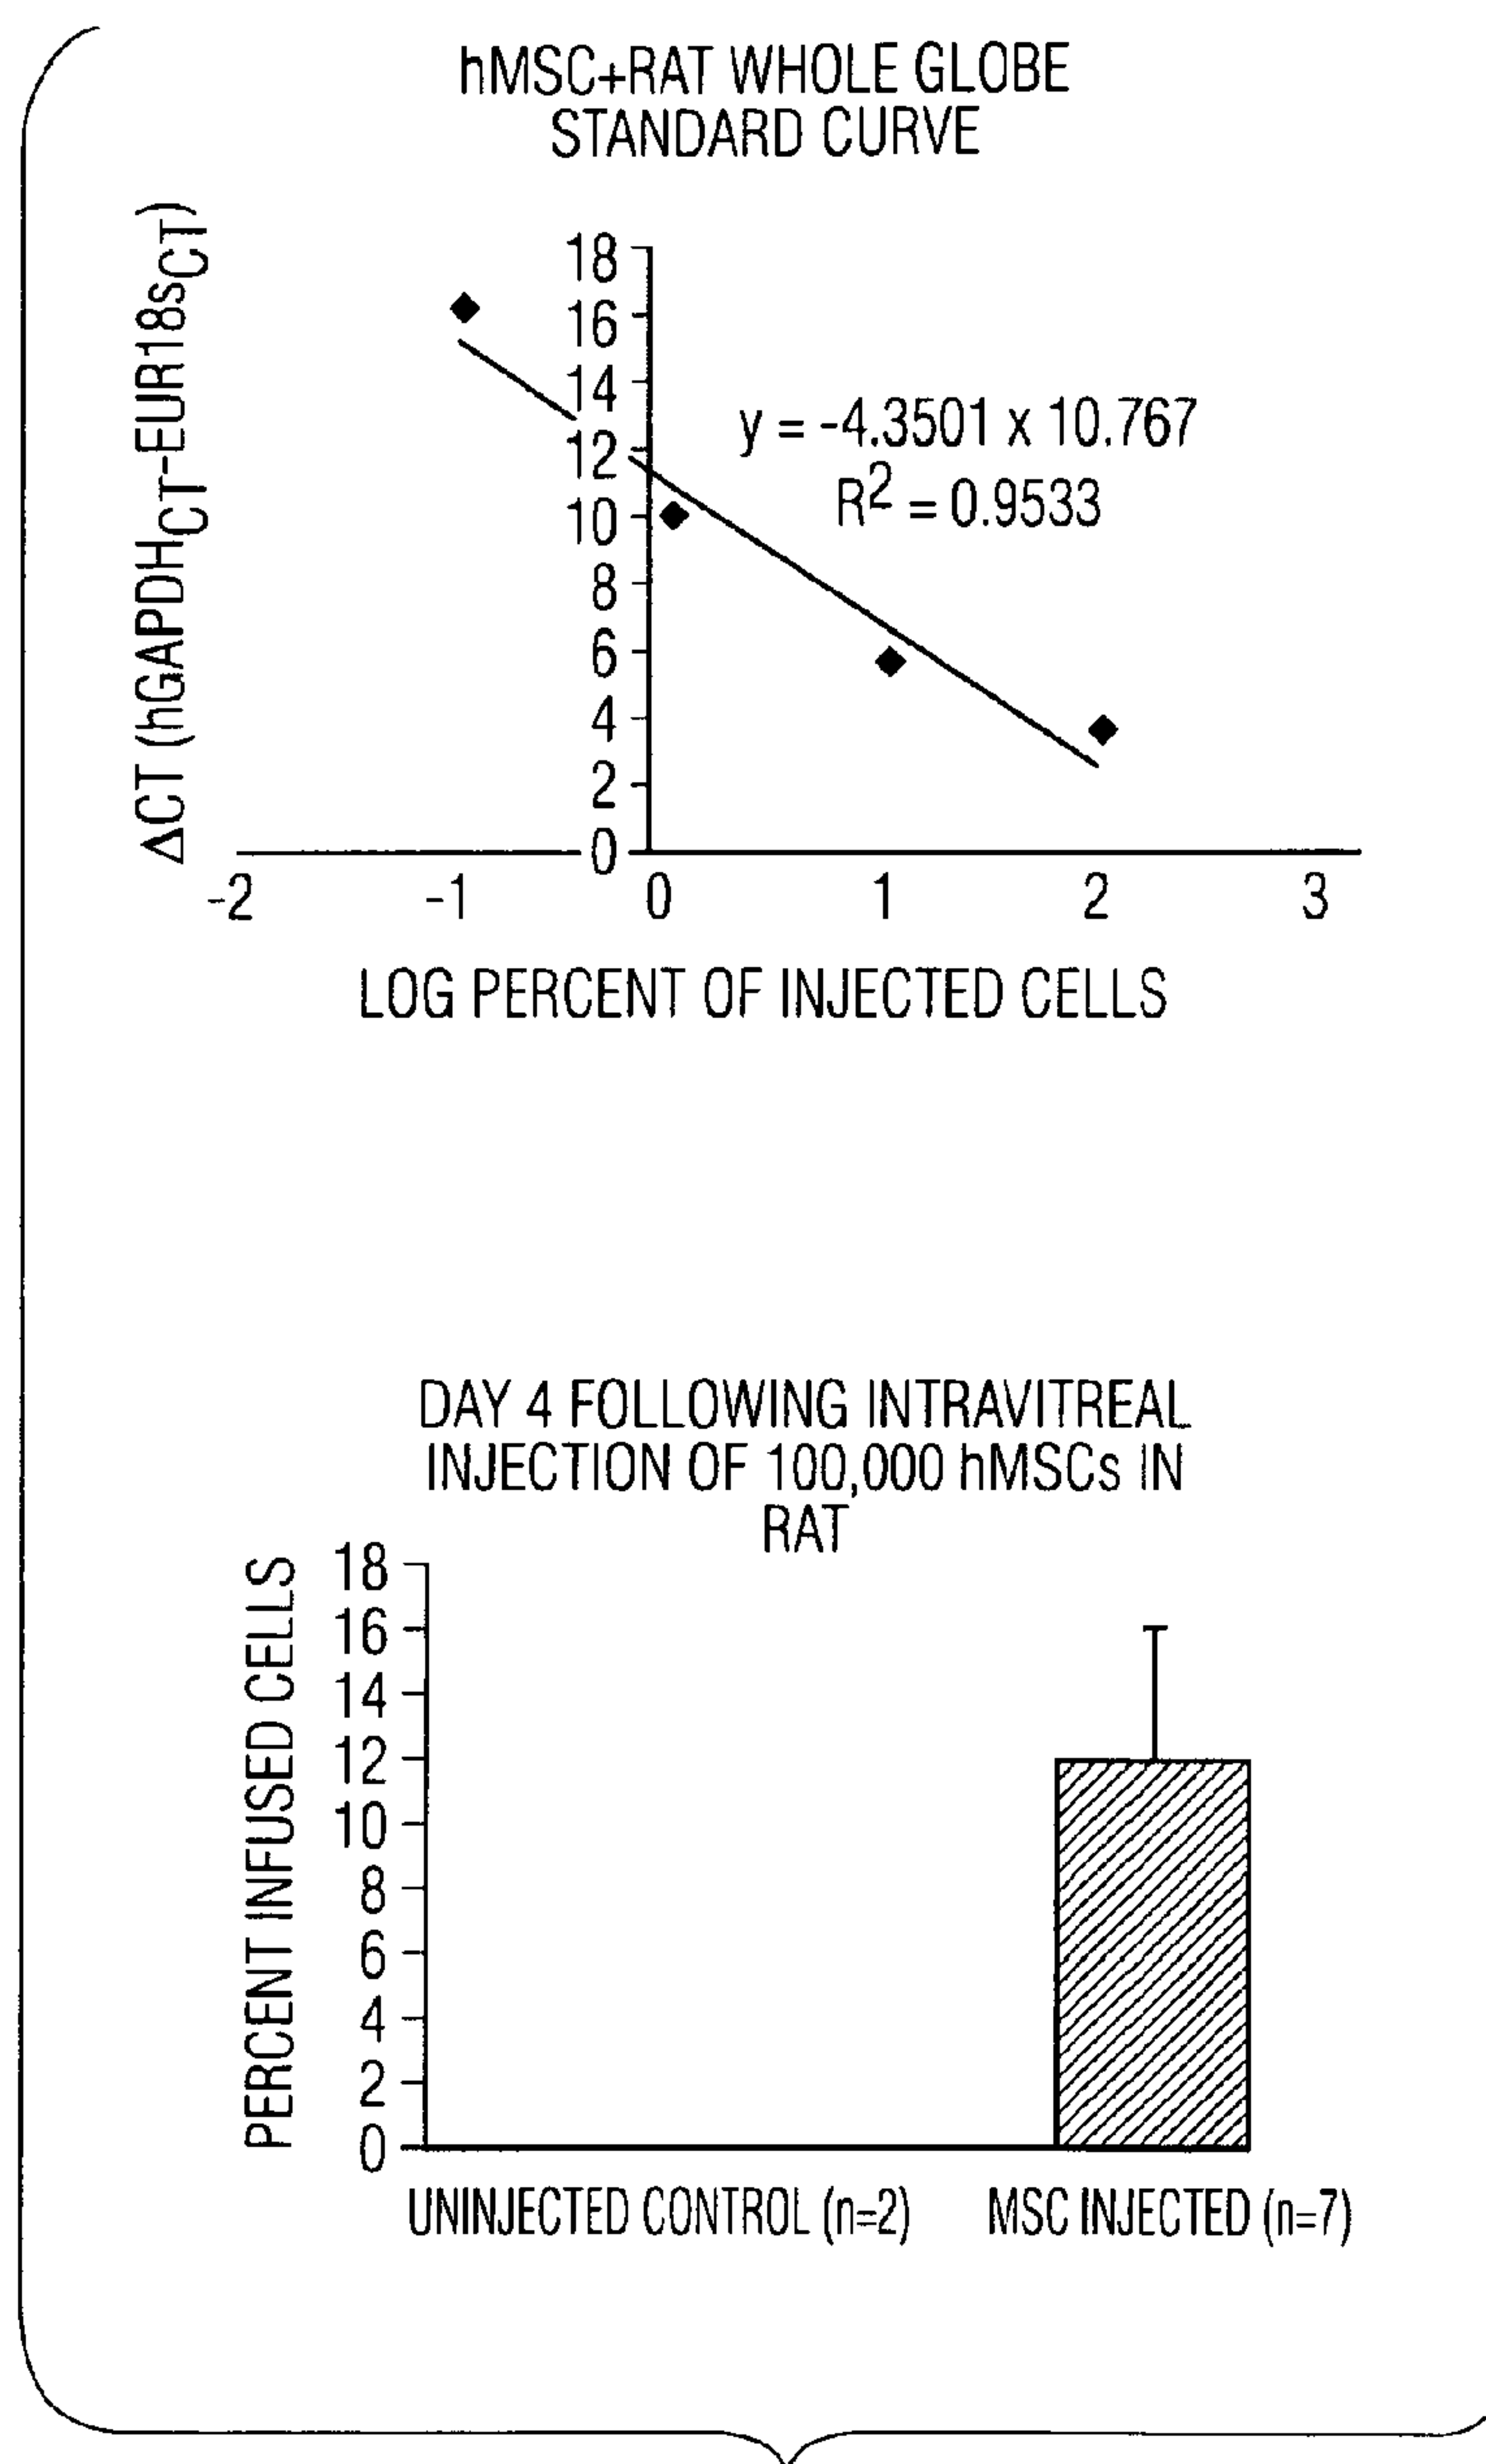 hMSC+RAT WHOLE GLOBE
STANDARD CURVE
ΔCT (hGAPDHCT-EUR18sCT)
18
16
14
12
10
8
6
4
2
0
y = -4.3501 x 10.767
R2 = 0.9533
-2 -1 0 1 2 3
LOG PERCENT OF INJECTED CELLS
DAY 4 FOLLOWING INTRAVITREAL
INJECTION OF 100,000 hMSCs IN
RAT
PERCENT INFUSED CELLS
18
16
14
12
10
8
6
4
2
0
UNINJECTED CONTROL (n=2) MSC INJECTED (n=7)